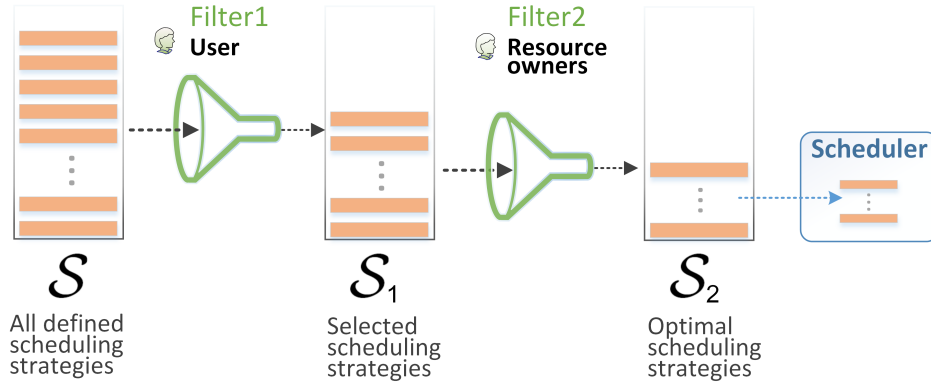 Filter1
User
Filter2
Resource
owners
Scheduler
S
S1
S2
All defined
scheduling
strategies
Selected
scheduling
strategies
Optimal
scheduling
strategies